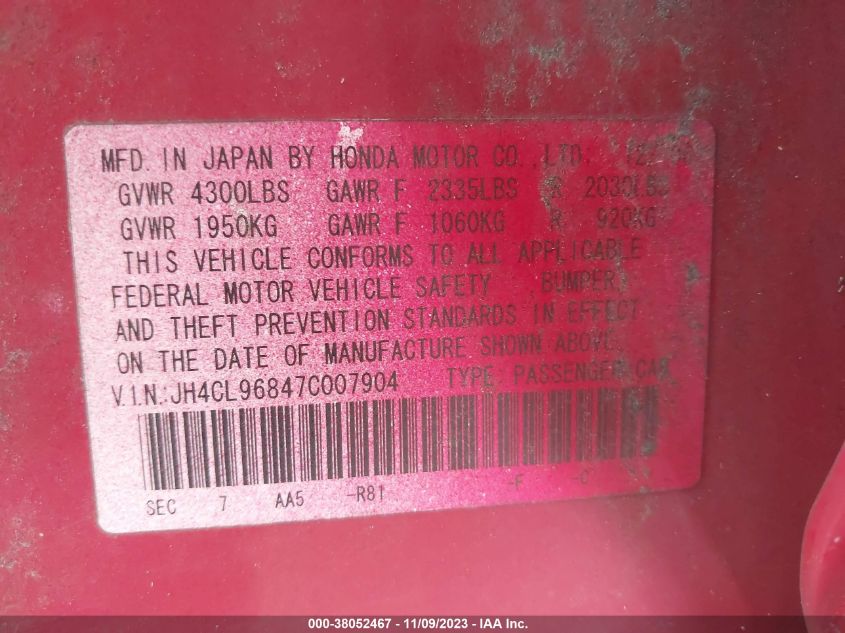 MFD. IN JAPAN BY HONDA MOTOR CO., LTD.
GVWR 4300LBS GAWR F 2335LBS R 2030LBS
GVWR 1950KG GAWR F 1060KG R 920KG
THIS VEHICLE CONFORMS TO ALL APPLICABLE
FEDERAL MOTOR VEHICLE SAFETY, BUMPER,
AND THEFT PREVENTION STANDARDS IN EFFECT
ON THE DATE OF MANUFACTURE SHOWN ABOVE.
V.I.N.:JH4CL96847C007904 TYPE:PASSENGER CAR
SEC 7 AA5 -R81 -F -C
000-38052467 - 11/09/2023 - IAA Inc.